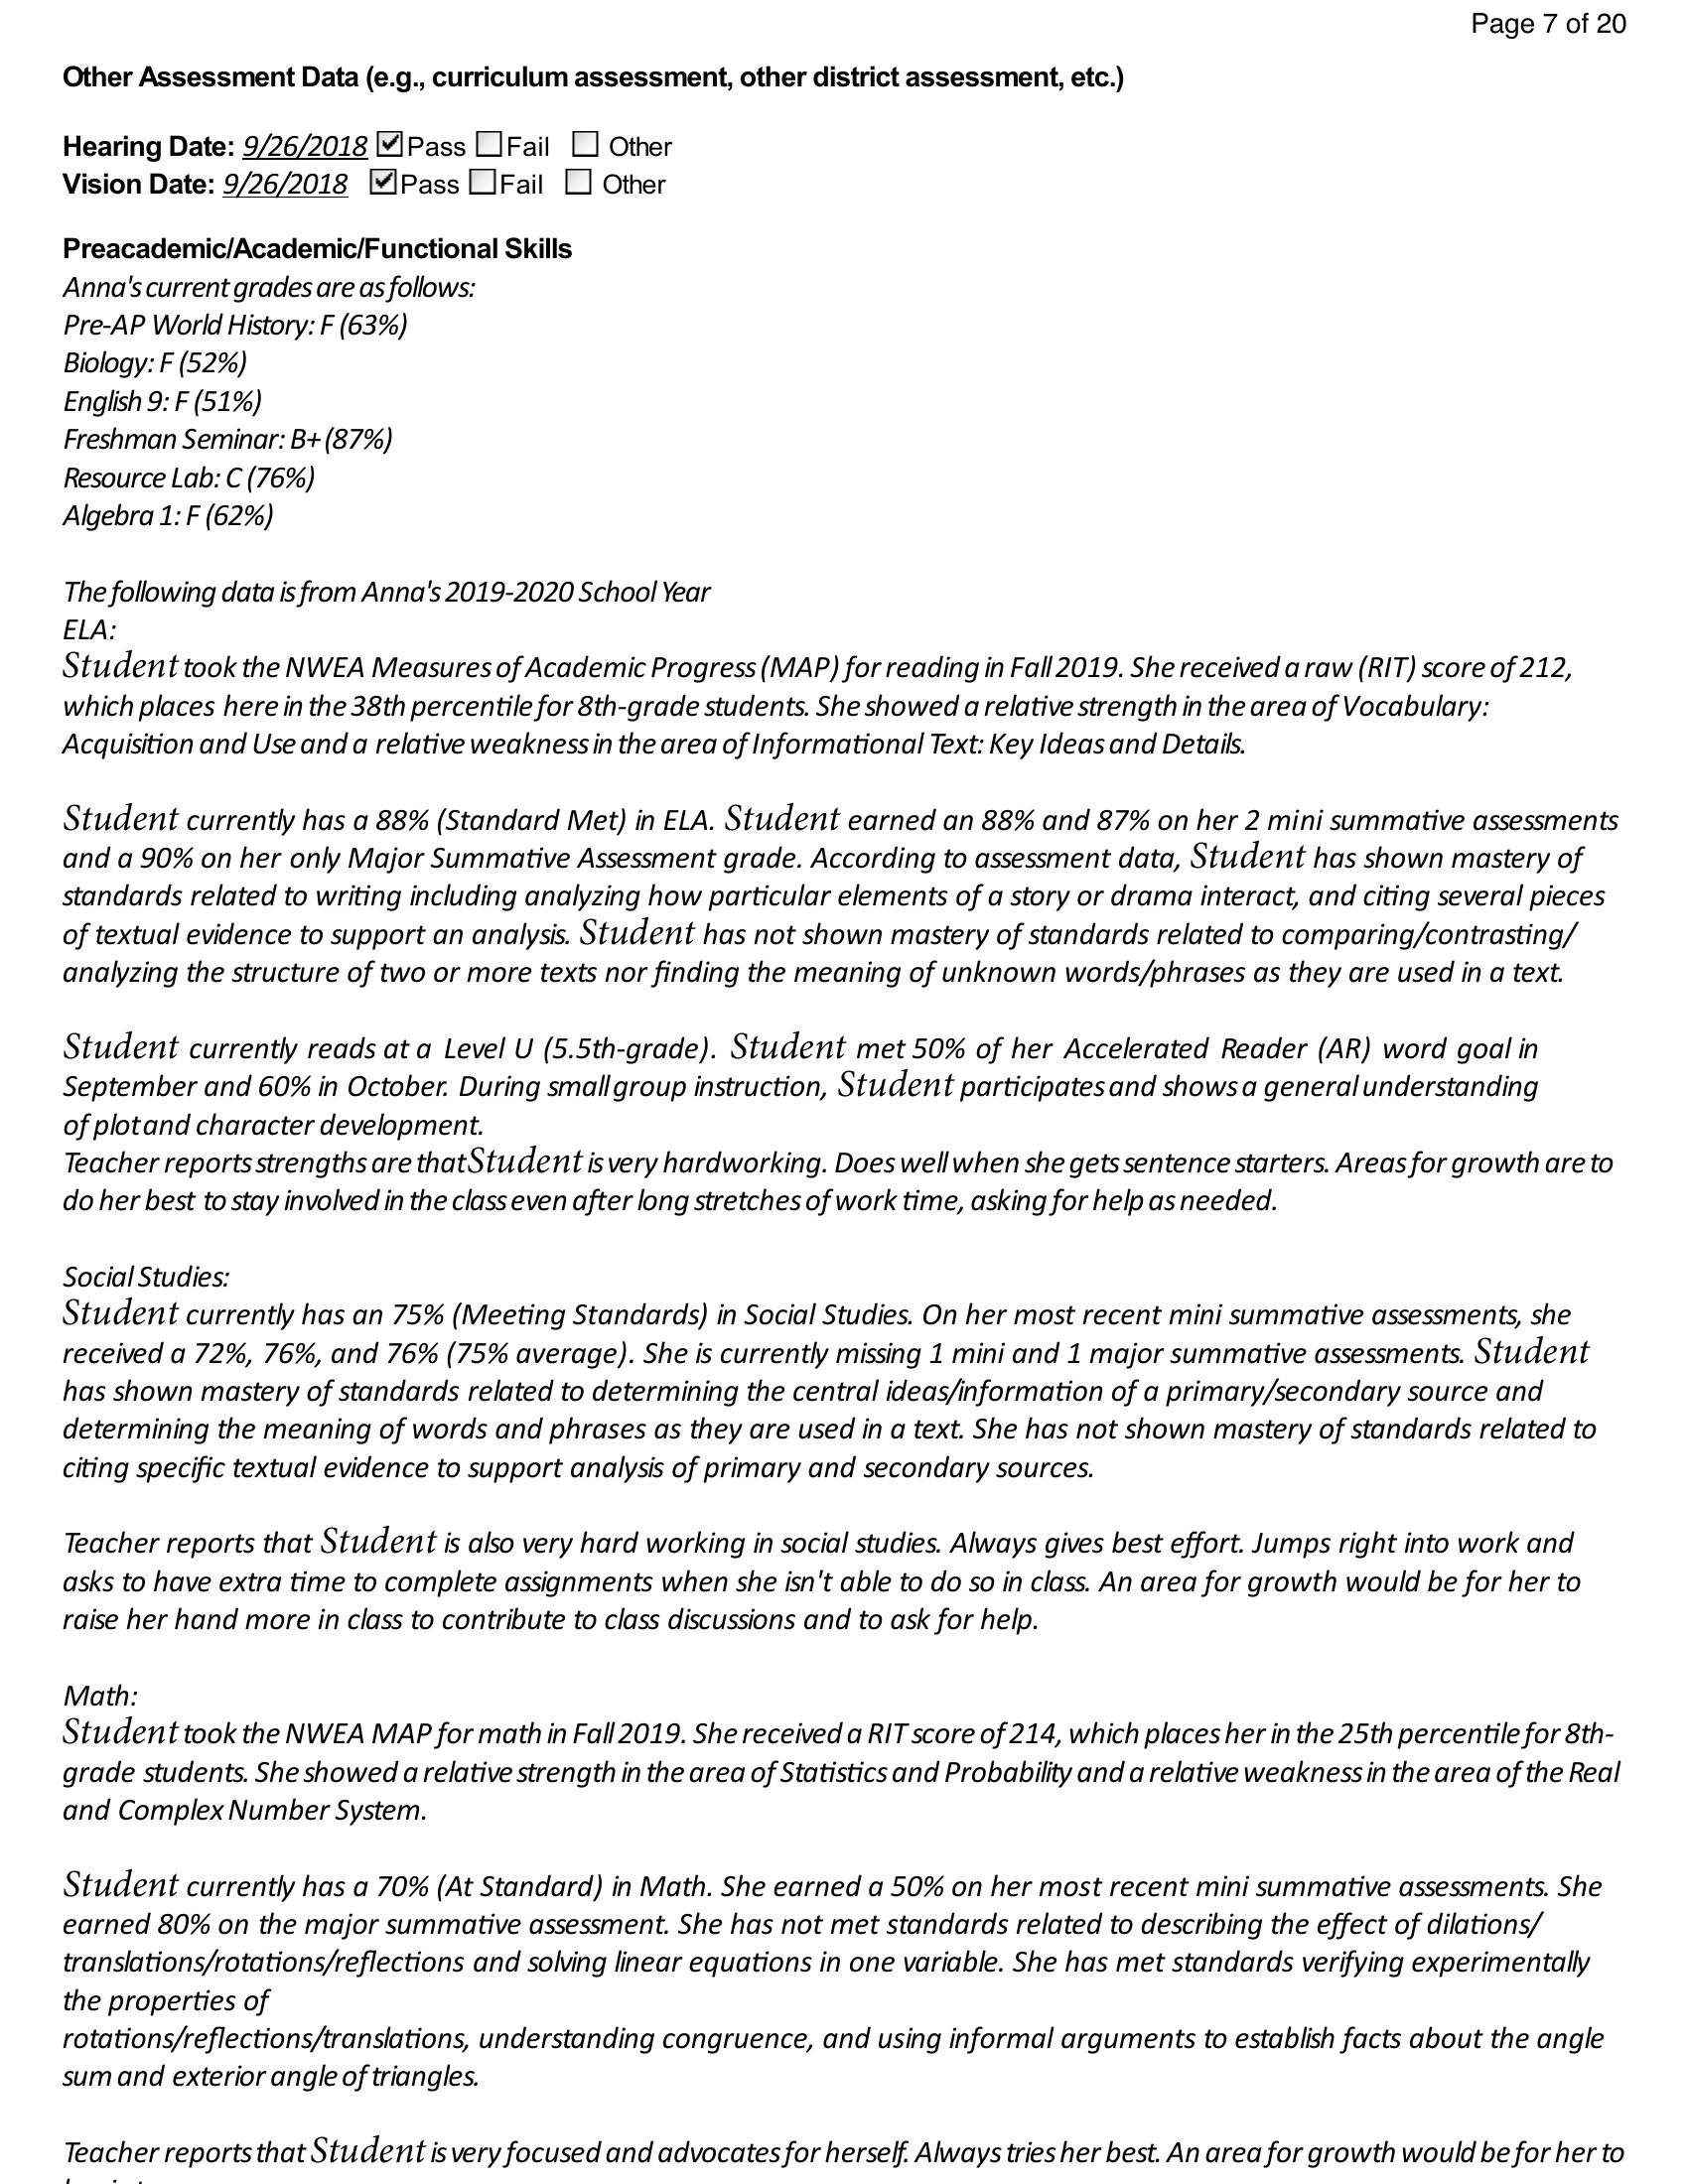 Page 7 of 20
Other Assessment Data (e.g., curriculum assessment, other district assessment, etc.)
Hearing Date: 9/26/2018 Pass Fail Other
Vision Date: 9/26/2018 Pass Fail Other
Preacademic/Academic/Functional Skills
Anna's current grades are as follows:
Pre-AP World History: F (63%)
Biology: F (52%)
English 9: F (51%)
Freshman Seminar: B+ (87%)
Resource Lab: C (76%)
Algebra 1: F (62%)
The following data is from Anna's 2019-2020 School Year
ELA:
Student took the NWEA Measures of Academic Progress (MAP) for reading in Fall 2019. She received a raw (RIT) score of 212,
which places here in the 38th percentile for 8th-grade students. She showed a relative strength in the area of Vocabulary:
Acquisition and Use and a relative weakness in the area of Informational Text: Key Ideas and Details.
Student currently has a 88% (Standard Met) in ELA. Student earned an 88% and 87% on her 2 mini summative assessments
and a 90% on her only Major Summative Assessment grade. According to assessment data, Student has shown mastery of
standards related to writing including analyzing how particular elements of a story or drama interact, and citing several pieces
of textual evidence to support an analysis. Student has not shown mastery of standards related to comparing/contrasting/
analyzing the structure of two or more texts nor finding the meaning of unknown words/phrases as they are used in a text.
Student currently reads at a Level U (5.5th-grade). Student met 50% of her Accelerated Reader (AR) word goal in
September and 60% in October. During small group instruction, Student participates and shows a general understanding
of plot and character development.
Teacher reports strengths are that Student is very hardworking. Does well when she gets sentence starters. Areas for growth are to
do her best to stay involved in the class even after long stretches of work time, asking for help as needed.
Social Studies:
Student currently has an 75% (Meeting Standards) in Social Studies. On her most recent mini summative assessments, she
received a 72%, 76%, and 76% (75% average). She is currently missing 1 mini and 1 major summative assessments. Student
has shown mastery of standards related to determining the central ideas/information of a primary/secondary source and
determining the meaning of words and phrases as they are used in a text. She has not shown mastery of standards related to
citing specific textual evidence to support analysis of primary and secondary sources.
Teacher reports that Student is also very hard working in social studies. Always gives best effort. Jumps right into work and
asks to have extra time to complete assignments when she isn't able to do so in class. An area for growth would be for her to
raise her hand more in class to contribute to class discussions and to ask for help.
Math:
Student took the NWEA MAP for math in Fall 2019. She received a RIT score of 214, which places her in the 25th percentile for 8th-
grade students. She showed a relative strength in the area of Statistics and Probability and a relative weakness in the area of the Real
and Complex Number System.
Student currently has a 70% (At Standard) in Math. She earned a 50% on her most recent mini summative assessments. She
earned 80% on the major summative assessment. She has not met standards related to describing the effect of dilations/
translations/rotations/reflections and solving linear equations in one variable. She has met standards verifying experimentally
the properties of
rotations/reflections/translations, understanding congruence, and using informal arguments to establish facts about the angle
sum and exterior angle of triangles.
Teacher reports that Student is very focused and advocates for herself. Always tries her best. An area for growth would be for her to